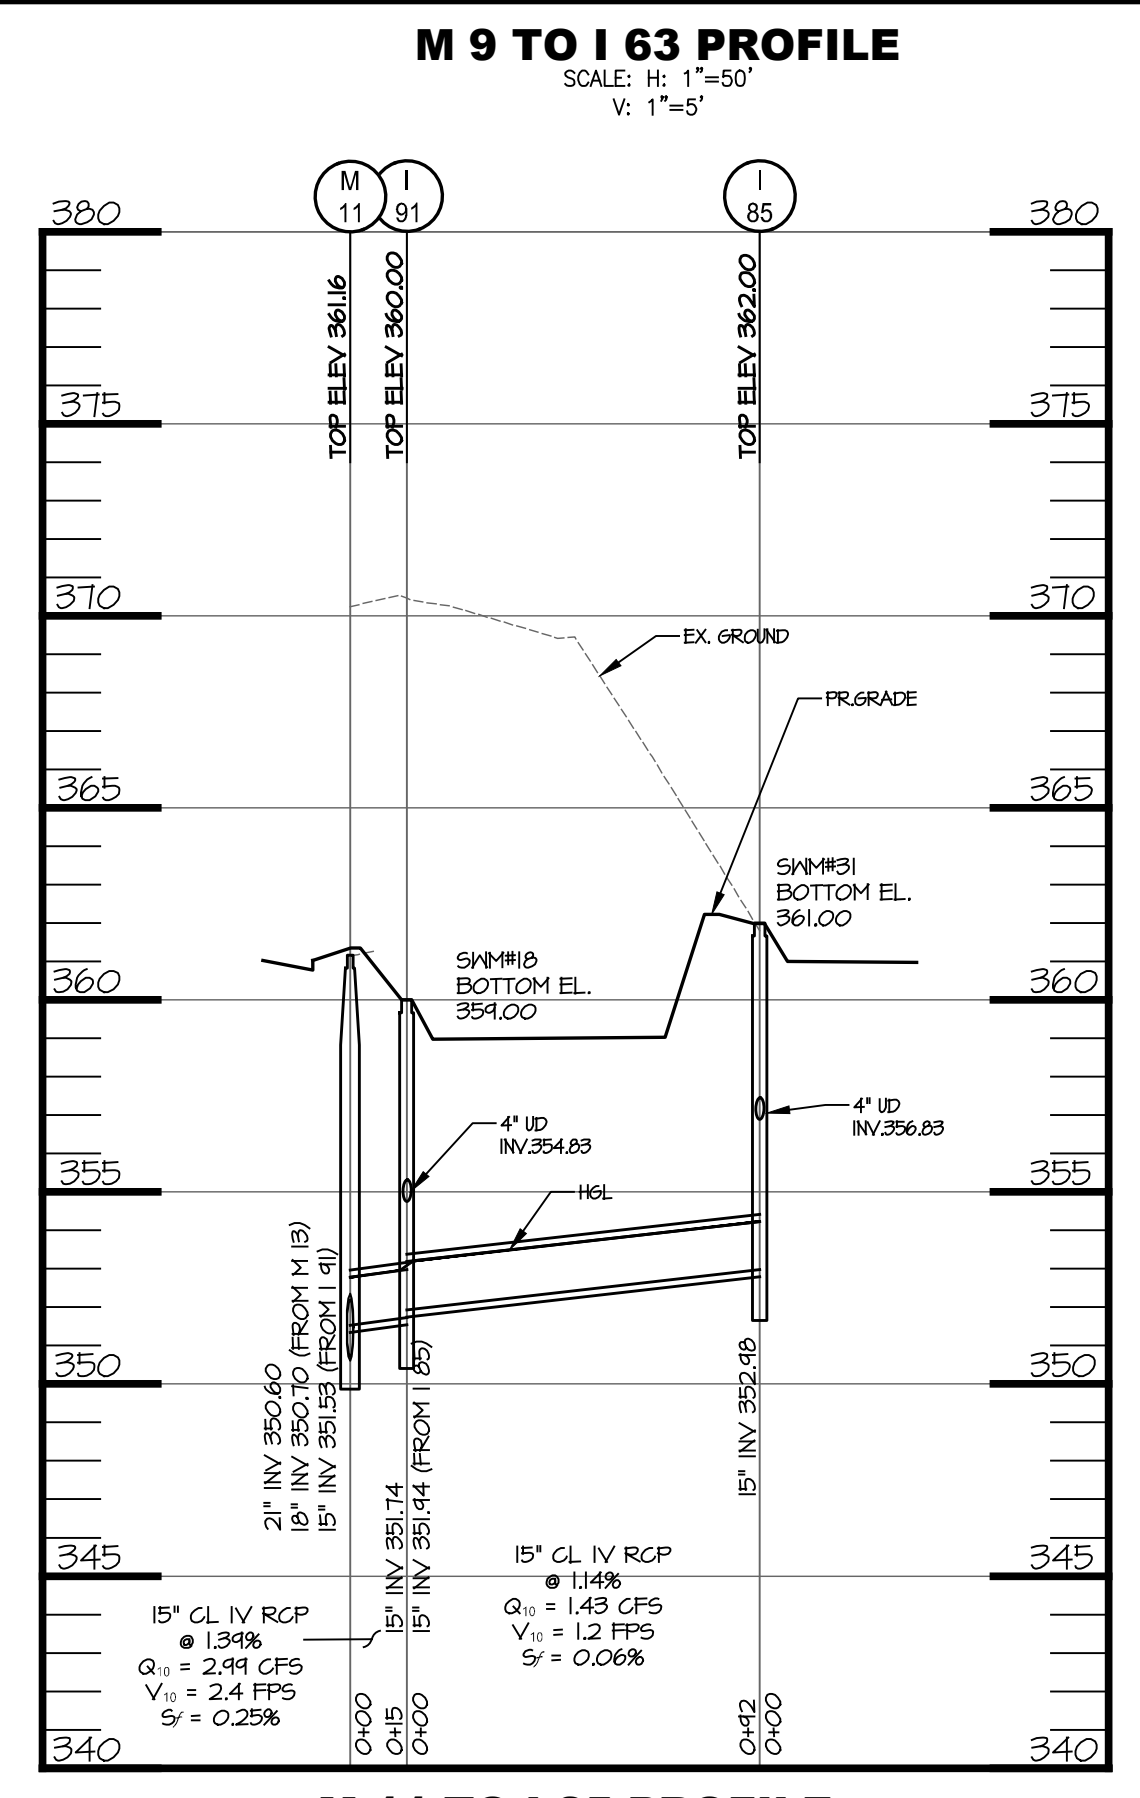 M 9 TO I 63 PROFILE
SCALE: H: 1"=50'
V: 1"=5'
M
11
I
91
I
85
380
380
TOP ELEV 361.16
TOP ELEV 360.00
TOP ELEV 362.00
375
375
370
370
EX. GROUND
PR.GRADE
365
365
SWM#31
BOTTOM EL.
361.00
SWM#18
BOTTOM EL.
359.00
360
360
4" UD
INV.354.83
4" UD
INV.356.83
355
355
HGL
350
350
21" INV 350.60
18" INV 350.70 (FROM M 13)
15" INV 351.53 (FROM I 91)
15" INV 351.74
15" INV 351.94 (FROM I 85)
15" INV 352.98
345
345
15" CL IV RCP
@ 1.14%
Q10 = 1.43 CFS
V10 = 1.2 FPS
Sf = 0.06%
15" CL IV RCP
@ 1.39%
Q10 = 2.99 CFS
V10 = 2.4 FPS
Sf = 0.25%
0+00
0+15
0+00
0+92
0+00
340
340